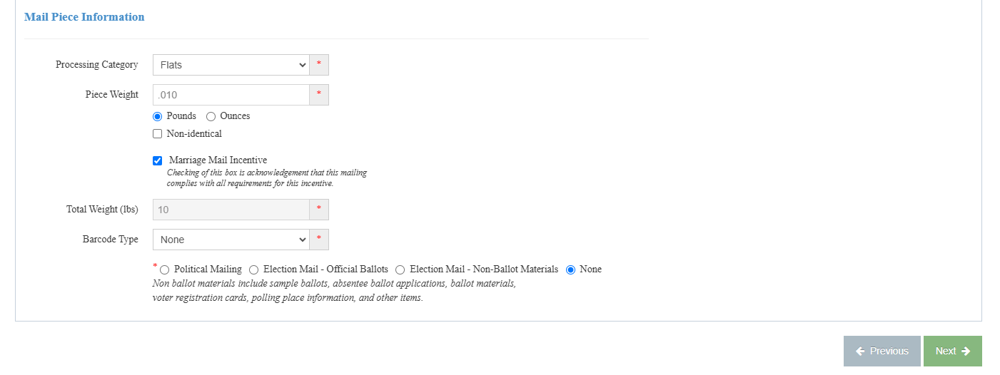 Mail Piece Information
Processing Category Flats *
Piece Weight .010 *
Pounds Ounces
Non-identical
Marriage Mail Incentive
Checking of this box is acknowledgement that this mailing
complies with all requirements for this incentive.
Total Weight (lbs) 10 *
Barcode Type None *
* Political Mailing Election Mail - Official Ballots Election Mail - Non-Ballot Materials None
Non ballot materials include sample ballots, absentee ballot applications, ballot materials,
voter registration cards, polling place information, and other items.
Previous Next